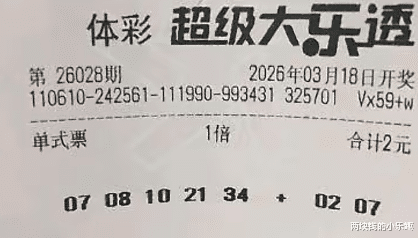 体彩 超级大乐透
第 26028期 2026年03月18日开奖
110610-242561-111990-993431 325701 Vx59+w
单式票 1倍 合计2元
07 08 10 21 34 + 02 07